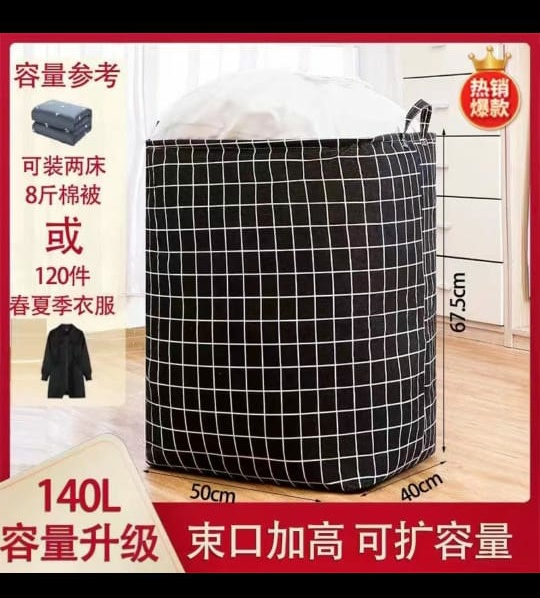 容量参考
可装两床
8斤棉被
或
120件
春夏季衣服
热销
爆款
67.5cm
50cm
40cm
140L
容量升级
束口加高 可扩容量